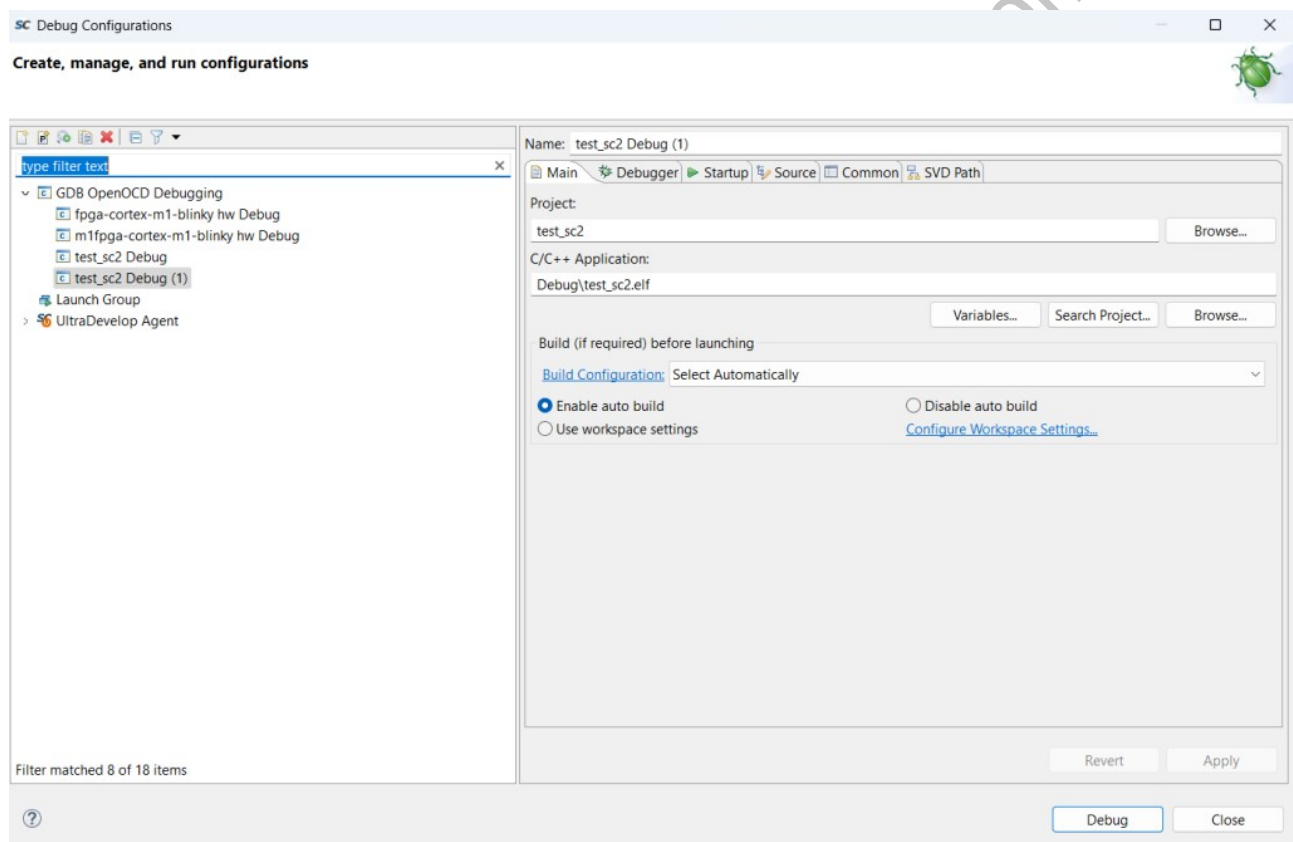 SC Debug Configurations
Create, manage, and run configurations
type filter text
GDB OpenOCD Debugging
fpga-cortex-m1-blinky hw Debug
m1fpga-cortex-m1-blinky hw Debug
test_sc2 Debug
test_sc2 Debug (1)
Launch Group
UltraDevelop Agent
Filter matched 8 of 18 items
Name: test_sc2 Debug (1)
Main Debugger Startup Source Common SVD Path
Project:
test_sc2 Browse...
C/C++ Application:
Debug\test_sc2.elf
Variables... Search Project... Browse...
Build (if required) before launching
Build Configuration: Select Automatically
Enable auto build Disable auto build
Use workspace settings Configure Workspace Settings...
Revert Apply
Debug Close